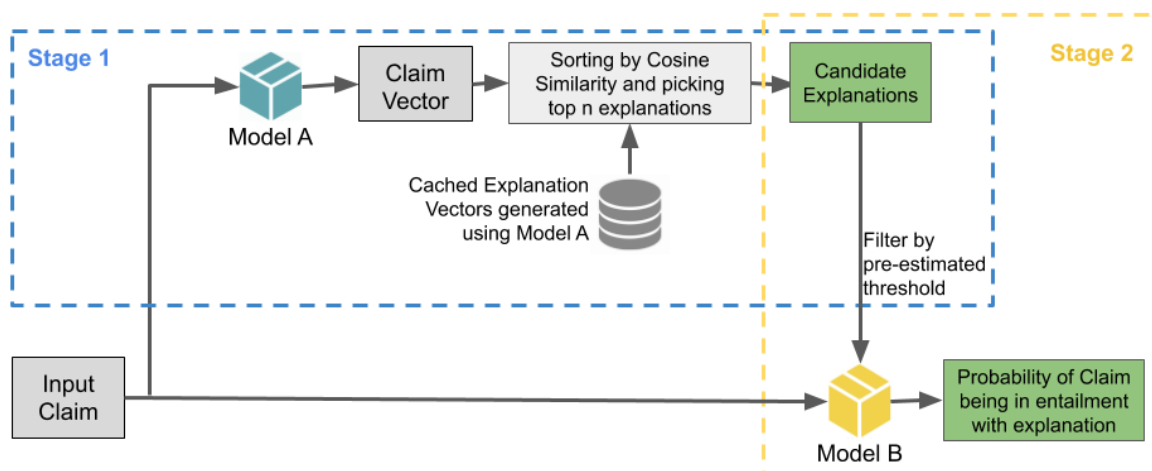 Stage 1
Stage 2
Model A
Claim
Vector
Sorting by Cosine
Similarity and picking
top n explanations
Candidate
Explanations
Cached Explanation
Vectors generated
using Model A
Filter by
pre-estimated
threshold
Input
Claim
Model B
Probability of Claim
being in entailment
with explanation